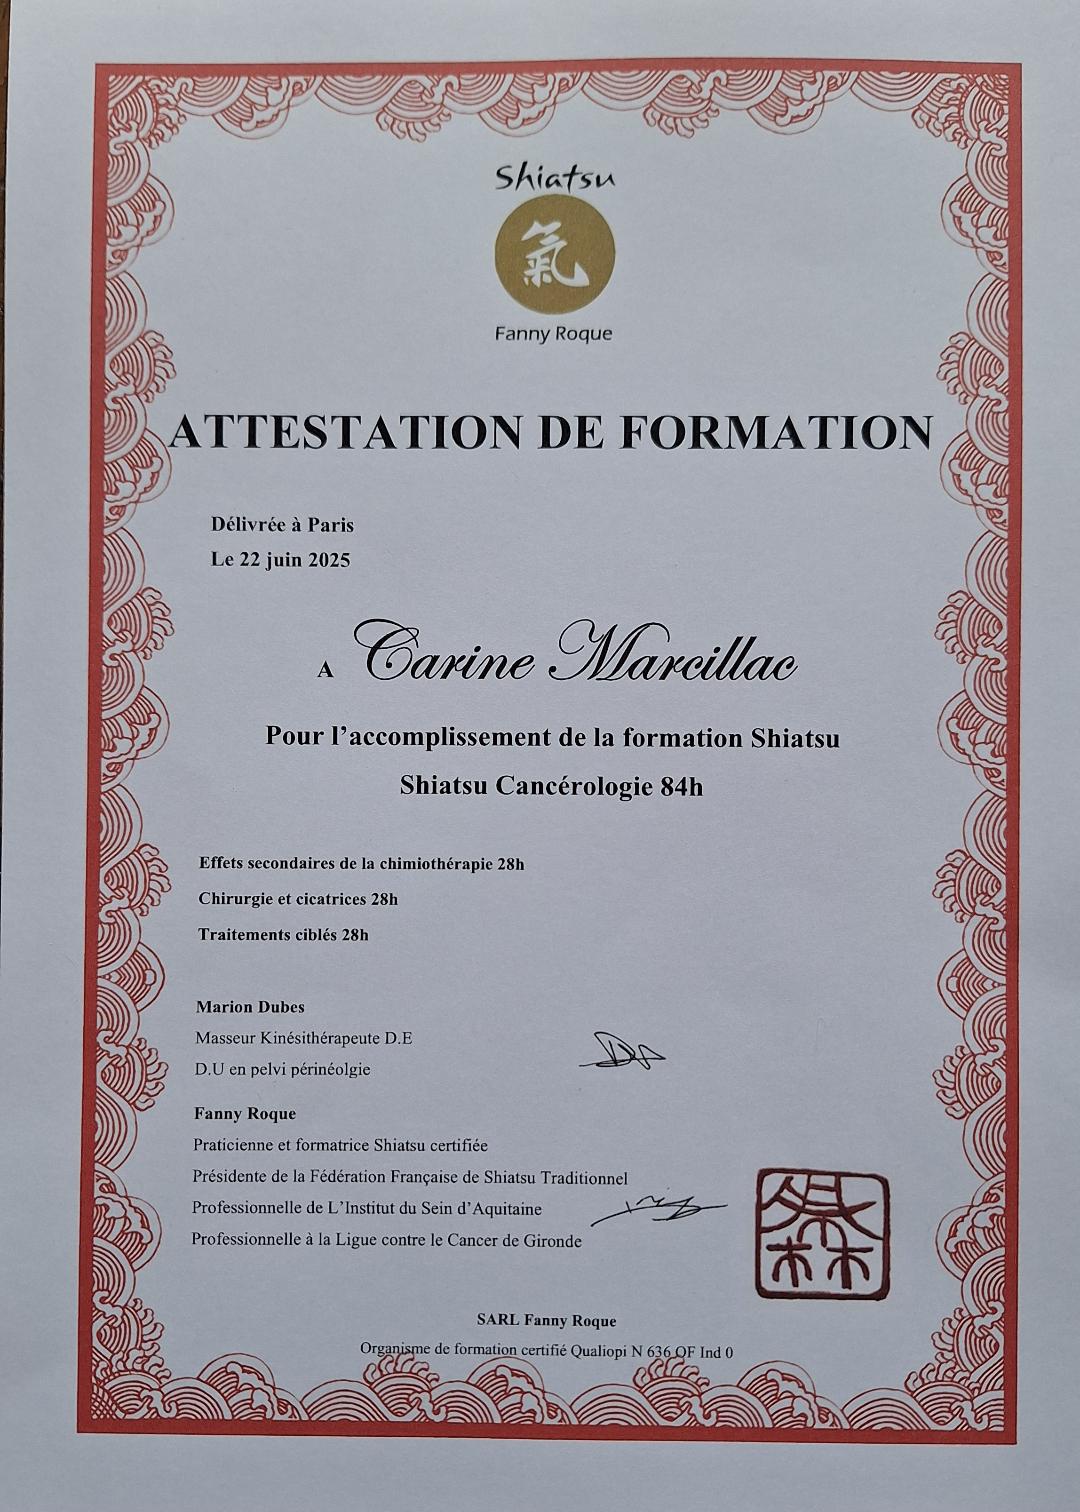 Shiatsu
氣
Fanny Roque
ATTESTATION DE FORMATION
Délivrée à Paris
Le 22 juin 2025
A Carine Marcillac
Pour l’accomplissement de la formation Shiatsu
Shiatsu Cancérologie 84h
Effets secondaires de la chimiothérapie 28h
Chirurgie et cicatrices 28h
Traitements ciblés 28h
Marion Dubes
Masseur Kinésithérapeute D.E
D.U en pelvi périnéolgie
Fanny Roque
Praticienne et formatrice Shiatsu certifiée
Présidente de la Fédération Française de Shiatsu Traditionnel
Professionnelle de L’Institut du Sein d’Aquitaine
Professionnelle à la Ligue contre le Cancer de Gironde
SARL Fanny Roque
Organisme de formation certifié Qualiopi N 636 OF Ind 0